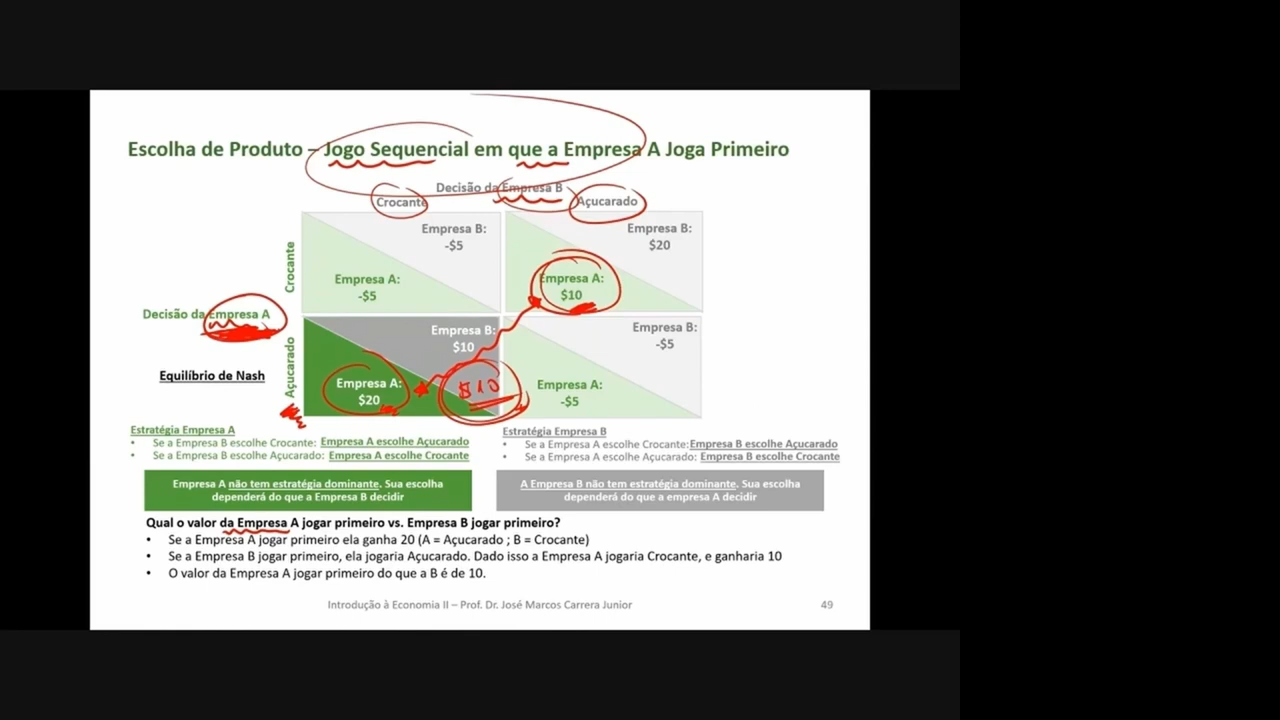 Escolha de Produto – Jogo Sequencial em que a Empresa A Joga Primeiro
Decisão da Empresa B
Crocante Açucarado
Crocante
Empresa B:
-$5
Empresa A:
-$5
Empresa B:
$20
Empresa A:
$10
Decisão da Empresa A
Açucarado
Empresa B:
$10
Empresa A:
$20
$10
Empresa B:
-$5
Empresa A:
-$5
Equilíbrio de Nash
Estratégia Empresa A
• Se a Empresa B escolhe Crocante: Empresa A escolhe Açucarado
• Se a Empresa B escolhe Açucarado: Empresa A escolhe Crocante
Estratégia Empresa B
• Se a Empresa A escolhe Crocante: Empresa B escolhe Açucarado
• Se a Empresa A escolhe Açucarado: Empresa B escolhe Crocante
Empresa A não tem estratégia dominante. Sua escolha
dependerá do que a Empresa B decidir
A Empresa B não tem estratégia dominante. Sua escolha
dependerá do que a empresa A decidir
Qual o valor da Empresa A jogar primeiro vs. Empresa B jogar primeiro?
• Se a Empresa A jogar primeiro ela ganha 20 (A = Açucarado ; B = Crocante)
• Se a Empresa B jogar primeiro, ela jogaria Açucarado. Dado isso a Empresa A jogaria Crocante, e ganharia 10
• O valor da Empresa A jogar primeiro do que a B é de 10.
Introdução à Economia II – Prof. Dr. José Marcos Carrera Junior 49